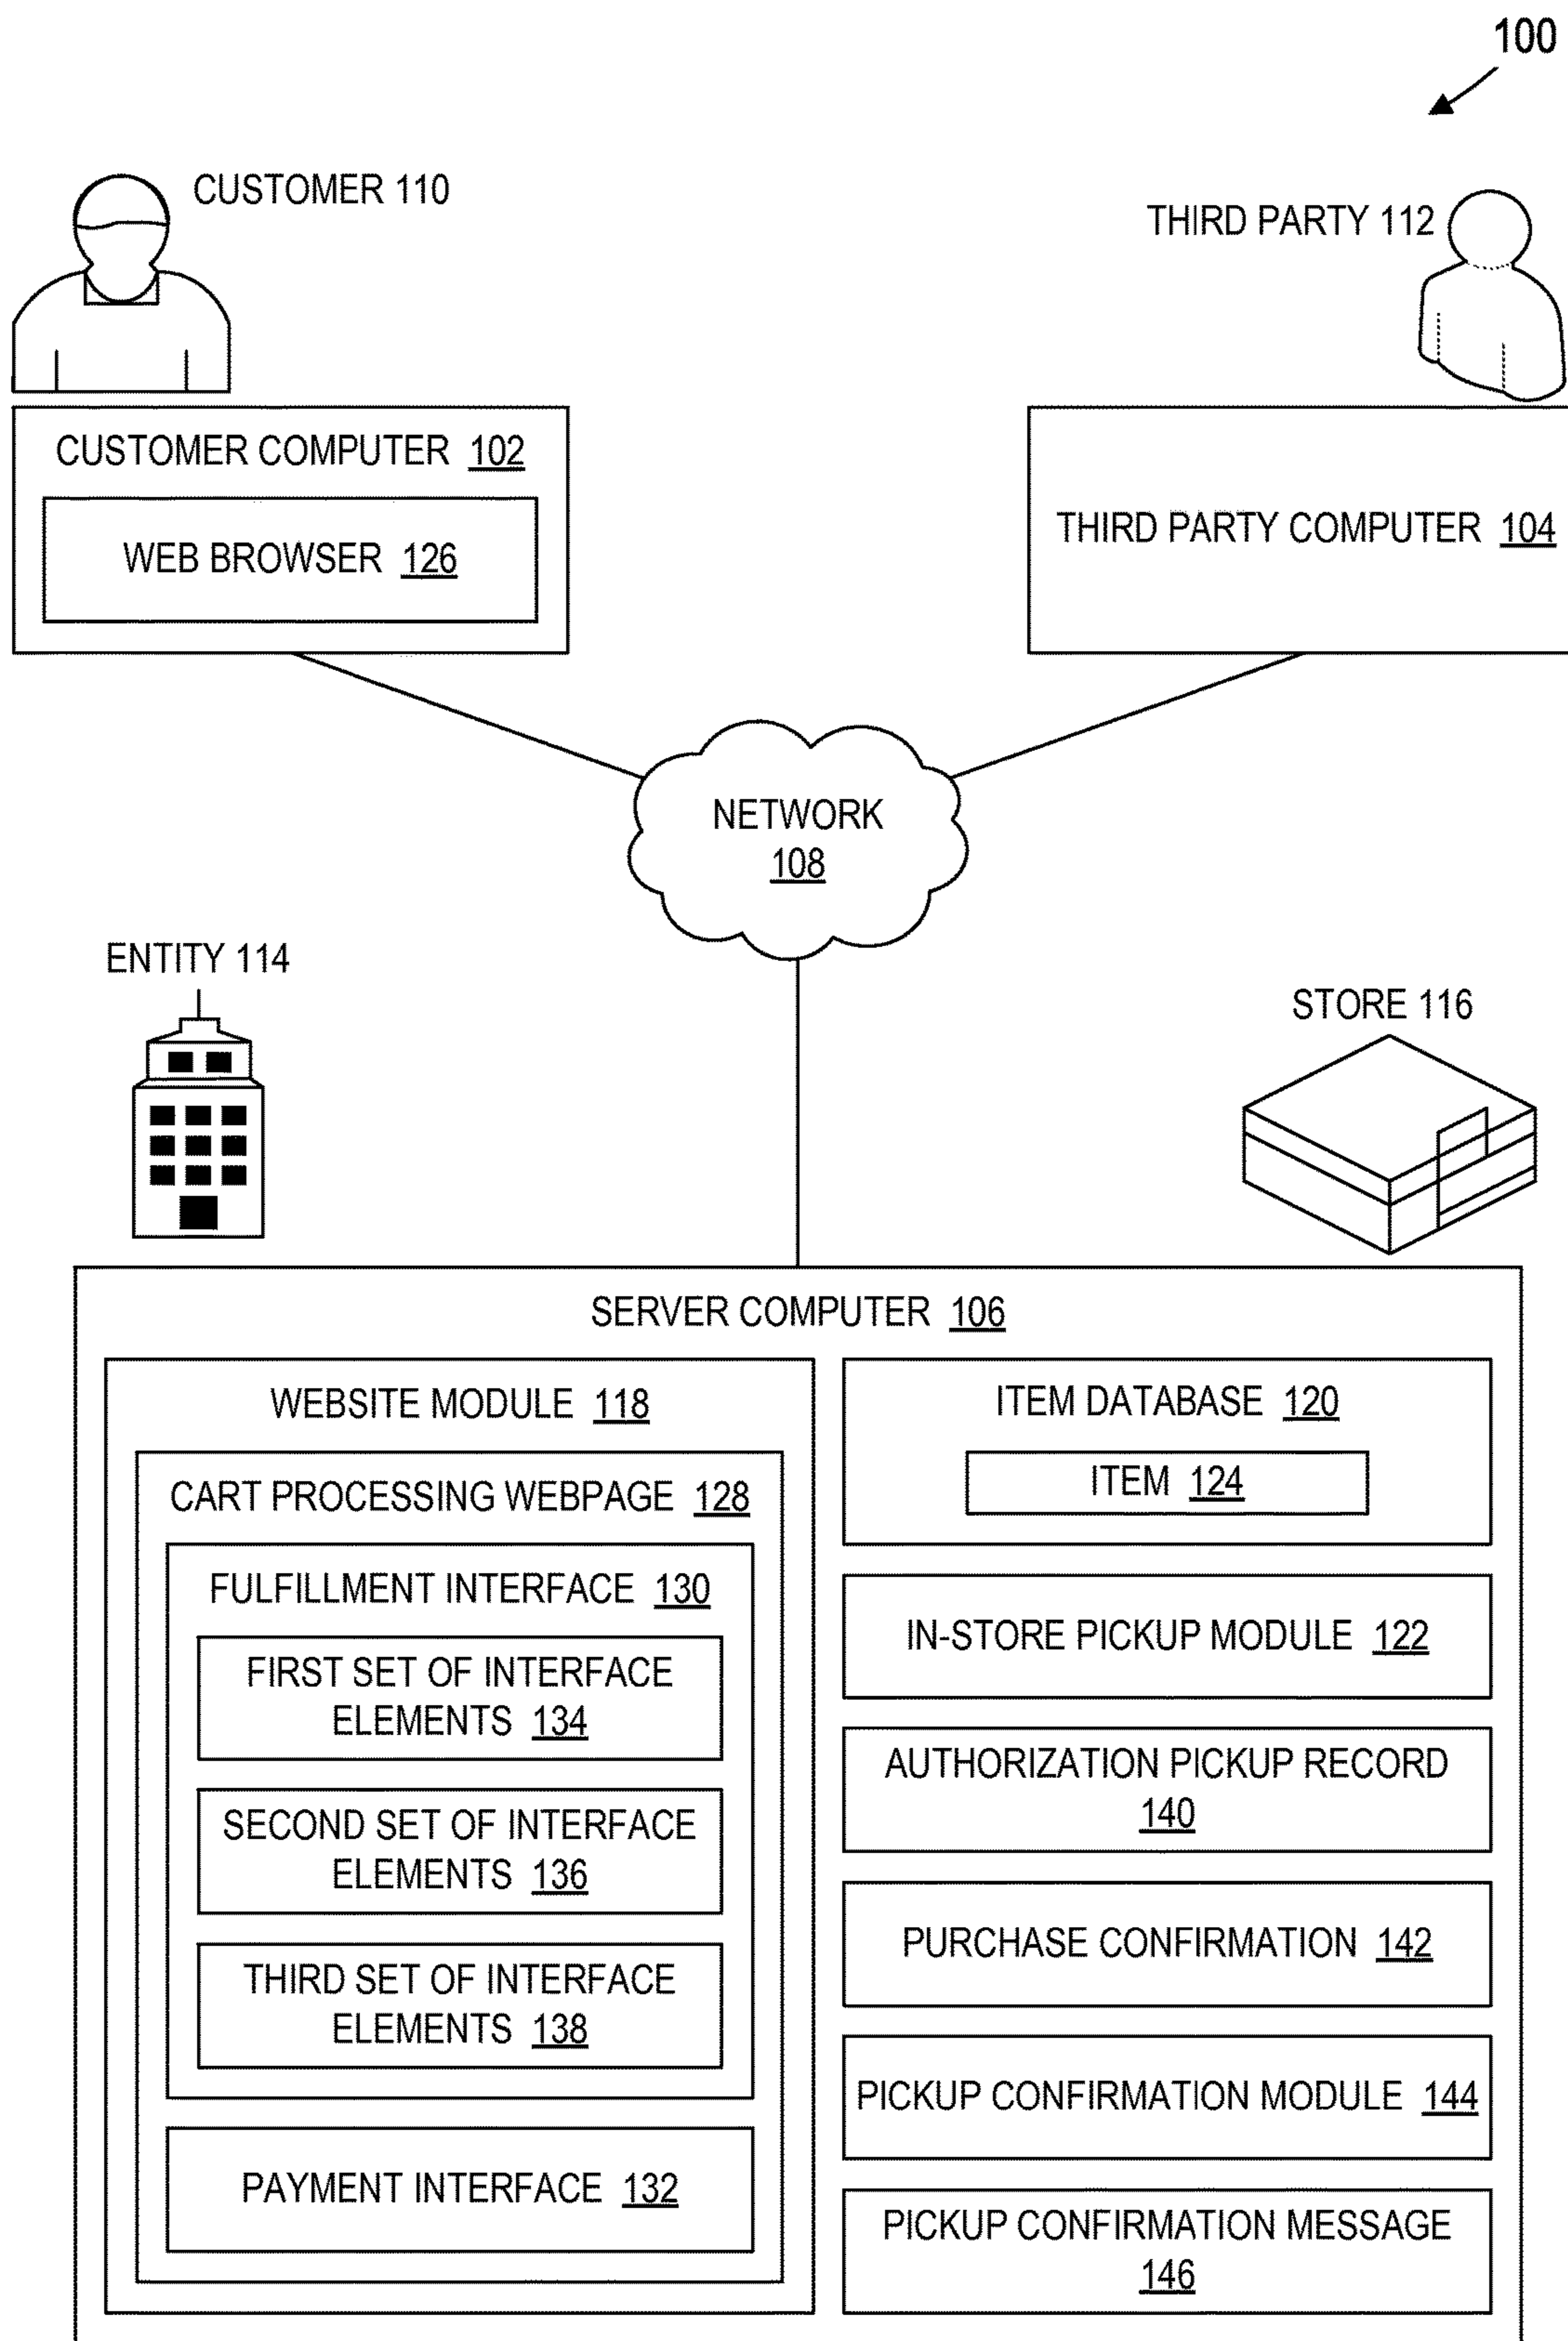 100
CUSTOMER 110
THIRD PARTY 112
CUSTOMER COMPUTER 102
WEB BROWSER 126
THIRD PARTY COMPUTER 104
NETWORK
108
ENTITY 114
STORE 116
SERVER COMPUTER 106
WEBSITE MODULE 118
CART PROCESSING WEBPAGE 128
FULFILLMENT INTERFACE 130
FIRST SET OF INTERFACE
ELEMENTS 134
SECOND SET OF INTERFACE
ELEMENTS 136
THIRD SET OF INTERFACE
ELEMENTS 138
PAYMENT INTERFACE 132
ITEM DATABASE 120
ITEM 124
IN-STORE PICKUP MODULE 122
AUTHORIZATION PICKUP RECORD
140
PURCHASE CONFIRMATION 142
PICKUP CONFIRMATION MODULE 144
PICKUP CONFIRMATION MESSAGE
146